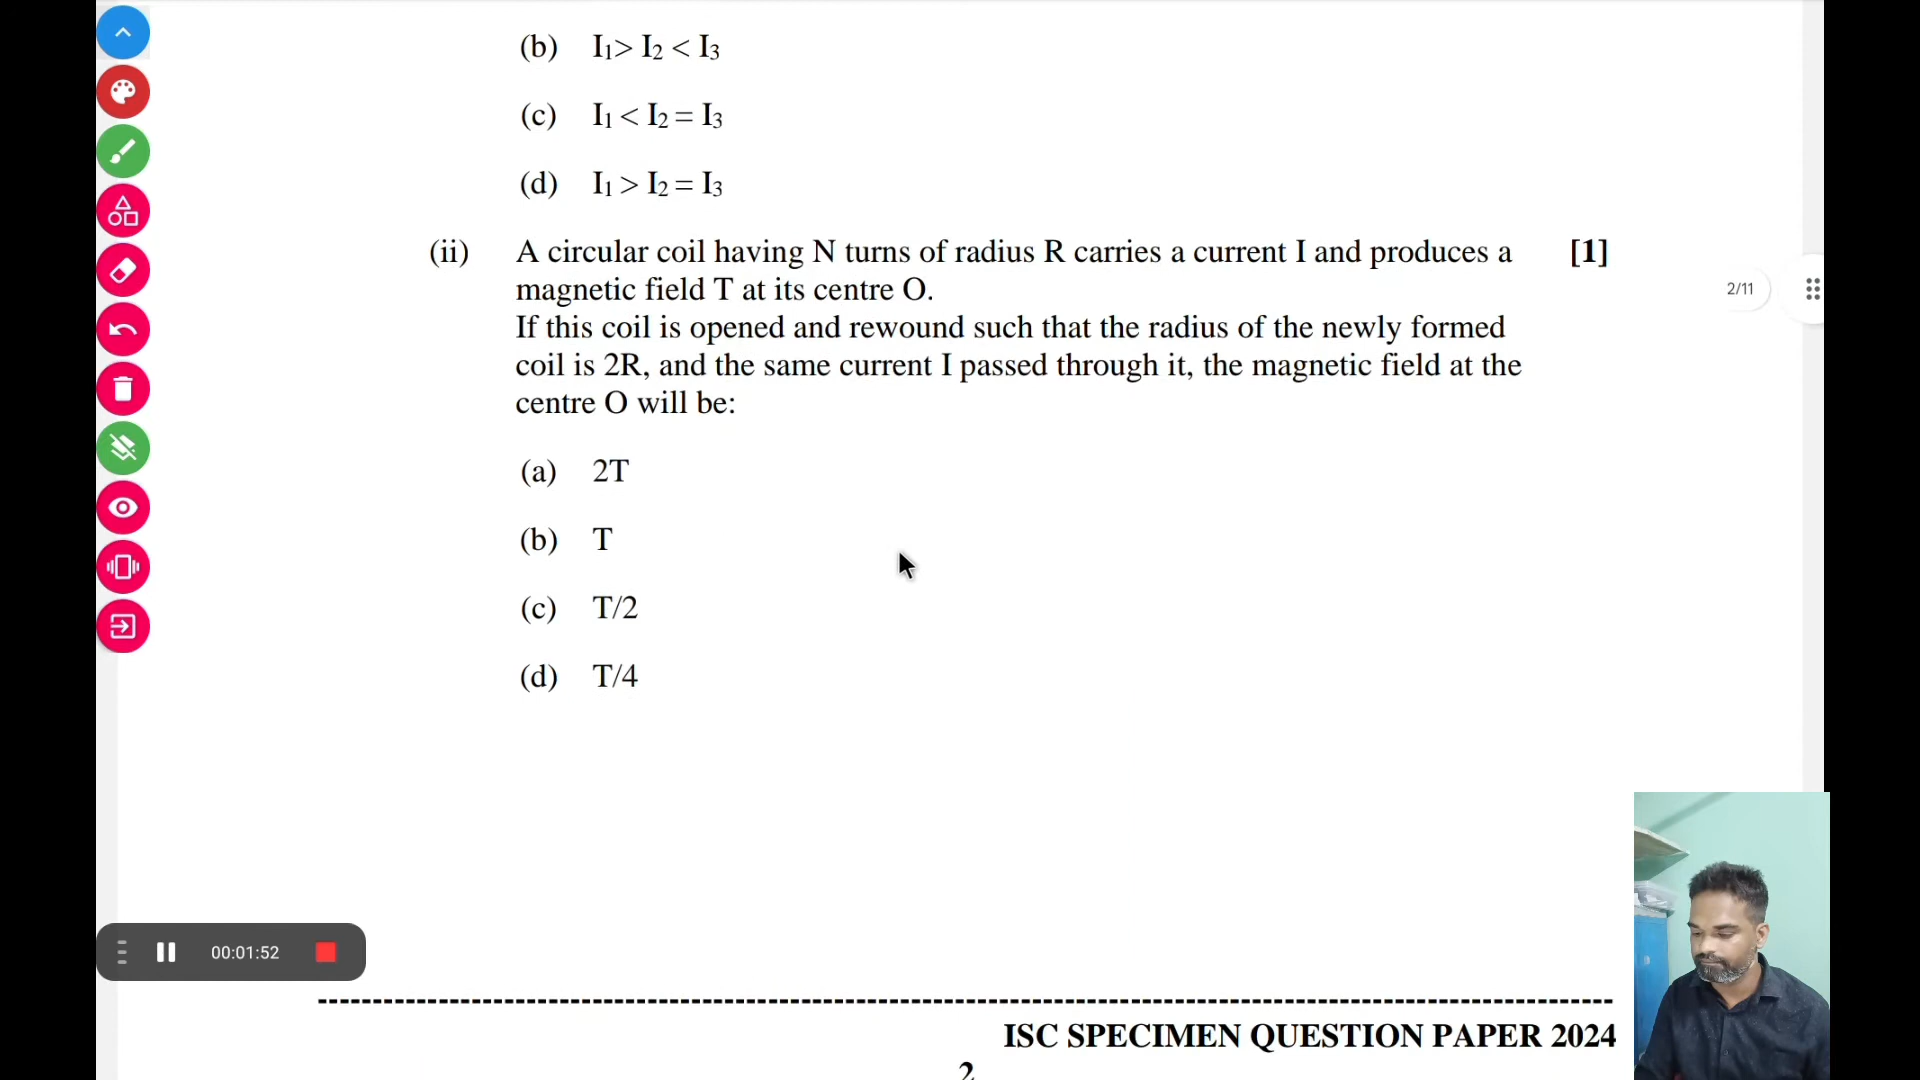 (b) I₁> I₂ < I₃
(c) I₁ < I₂ = I₃
(d) I₁ > I₂ = I₃
(ii) A circular coil having N turns of radius R carries a current I and produces a [1]
magnetic field T at its centre O.
2/11
If this coil is opened and rewound such that the radius of the newly formed
coil is 2R, and the same current I passed through it, the magnetic field at the
centre O will be:
(a) 2T
(b) T
(c) T/2
(d) T/4
00:01:52
ISC SPECIMEN QUESTION PAPER 2024
2